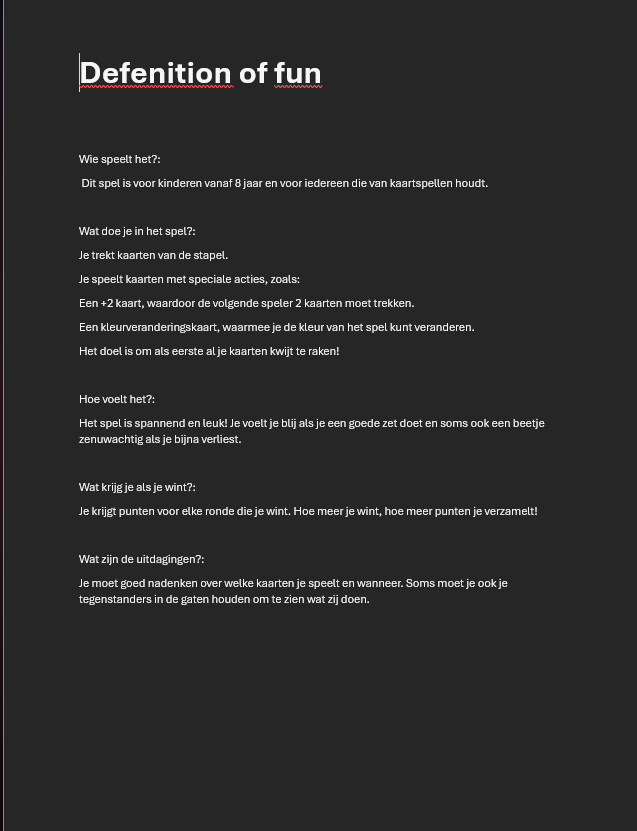 Defenition of fun
Wie speelt het?:
Dit spel is voor kinderen vanaf 8 jaar en voor iedereen die van kaartspellen houdt.
Wat doe je in het spel?:
Je trekt kaarten van de stapel.
Je speelt kaarten met speciale acties, zoals:
Een +2 kaart, waardoor de volgende speler 2 kaarten moet trekken.
Een kleurveranderingskaart, waarmee je de kleur van het spel kunt veranderen.
Het doel is om als eerste al je kaarten kwijt te raken!
Hoe voelt het?:
Het spel is spannend en leuk! Je voelt je blij als je een goede zet doet en soms ook een beetje
zenuwachtig als je bijna verliest.
Wat krijg je als je wint?:
Je krijgt punten voor elke ronde die je wint. Hoe meer je wint, hoe meer punten je verzamelt!
Wat zijn de uitdagingen?:
Je moet goed nadenken over welke kaarten je speelt en wanneer. Soms moet je ook je
tegenstanders in de gaten houden om te zien wat zij doen.